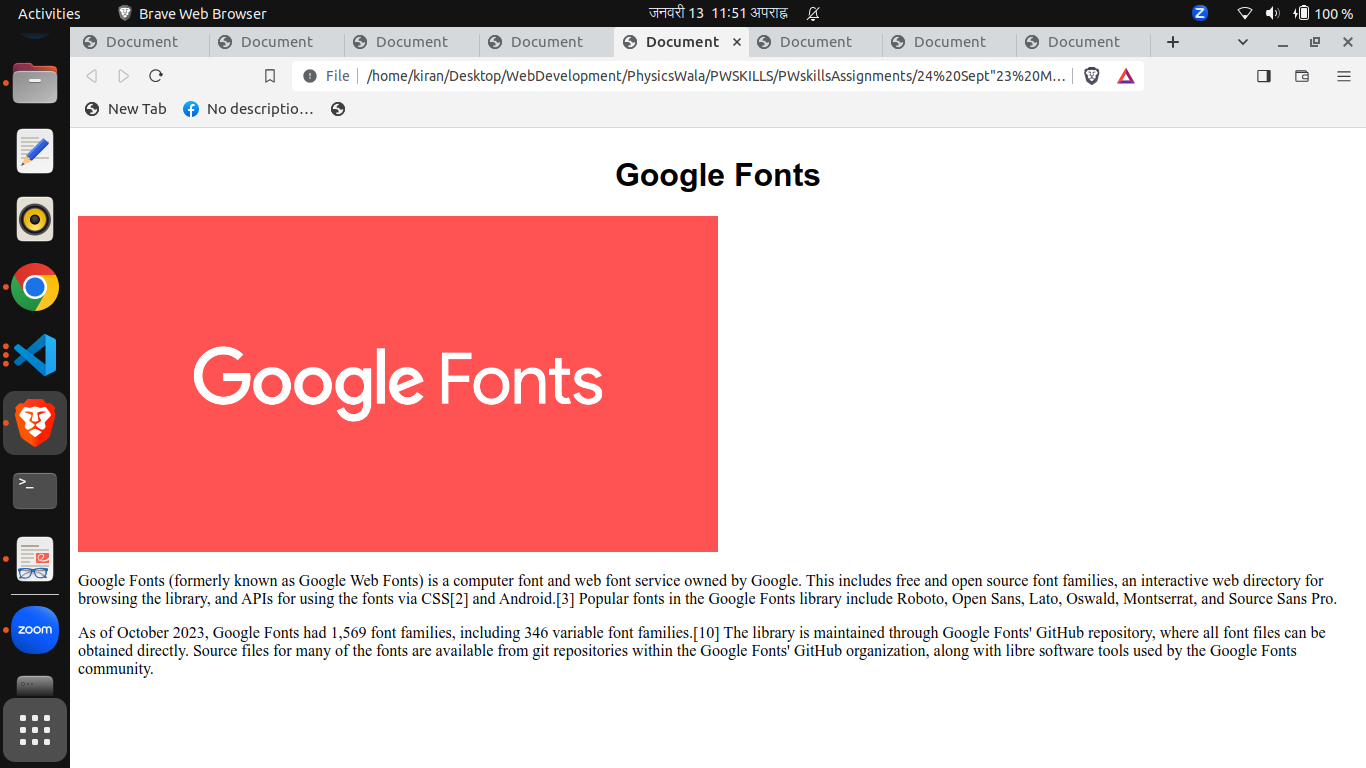 Activities
Brave Web Browser
जनवरी 13 11:51 अपराह्न
Z
100 %
Document
Document
Document
Document
Document
Document
Document
Document
File
/home/kiran/Desktop/WebDevelopment/PhysicsWala/PWSKILLS/PWskillsAssignments/24%20Sept"23%20M...
New Tab
No descriptio...
Google Fonts
Google Fonts
Google Fonts (formerly known as Google Web Fonts) is a computer font and web font service owned by Google. This includes free and open source font families, an interactive web directory for
browsing the library, and APIs for using the fonts via CSS[2] and Android.[3] Popular fonts in the Google Fonts library include Roboto, Open Sans, Lato, Oswald, Montserrat, and Source Sans Pro.
As of October 2023, Google Fonts had 1,569 font families, including 346 variable font families.[10] The library is maintained through Google Fonts' GitHub repository, where all font files can be
obtained directly. Source files for many of the fonts are available from git repositories within the Google Fonts' GitHub organization, along with libre software tools used by the Google Fonts
community.
>_
zoom